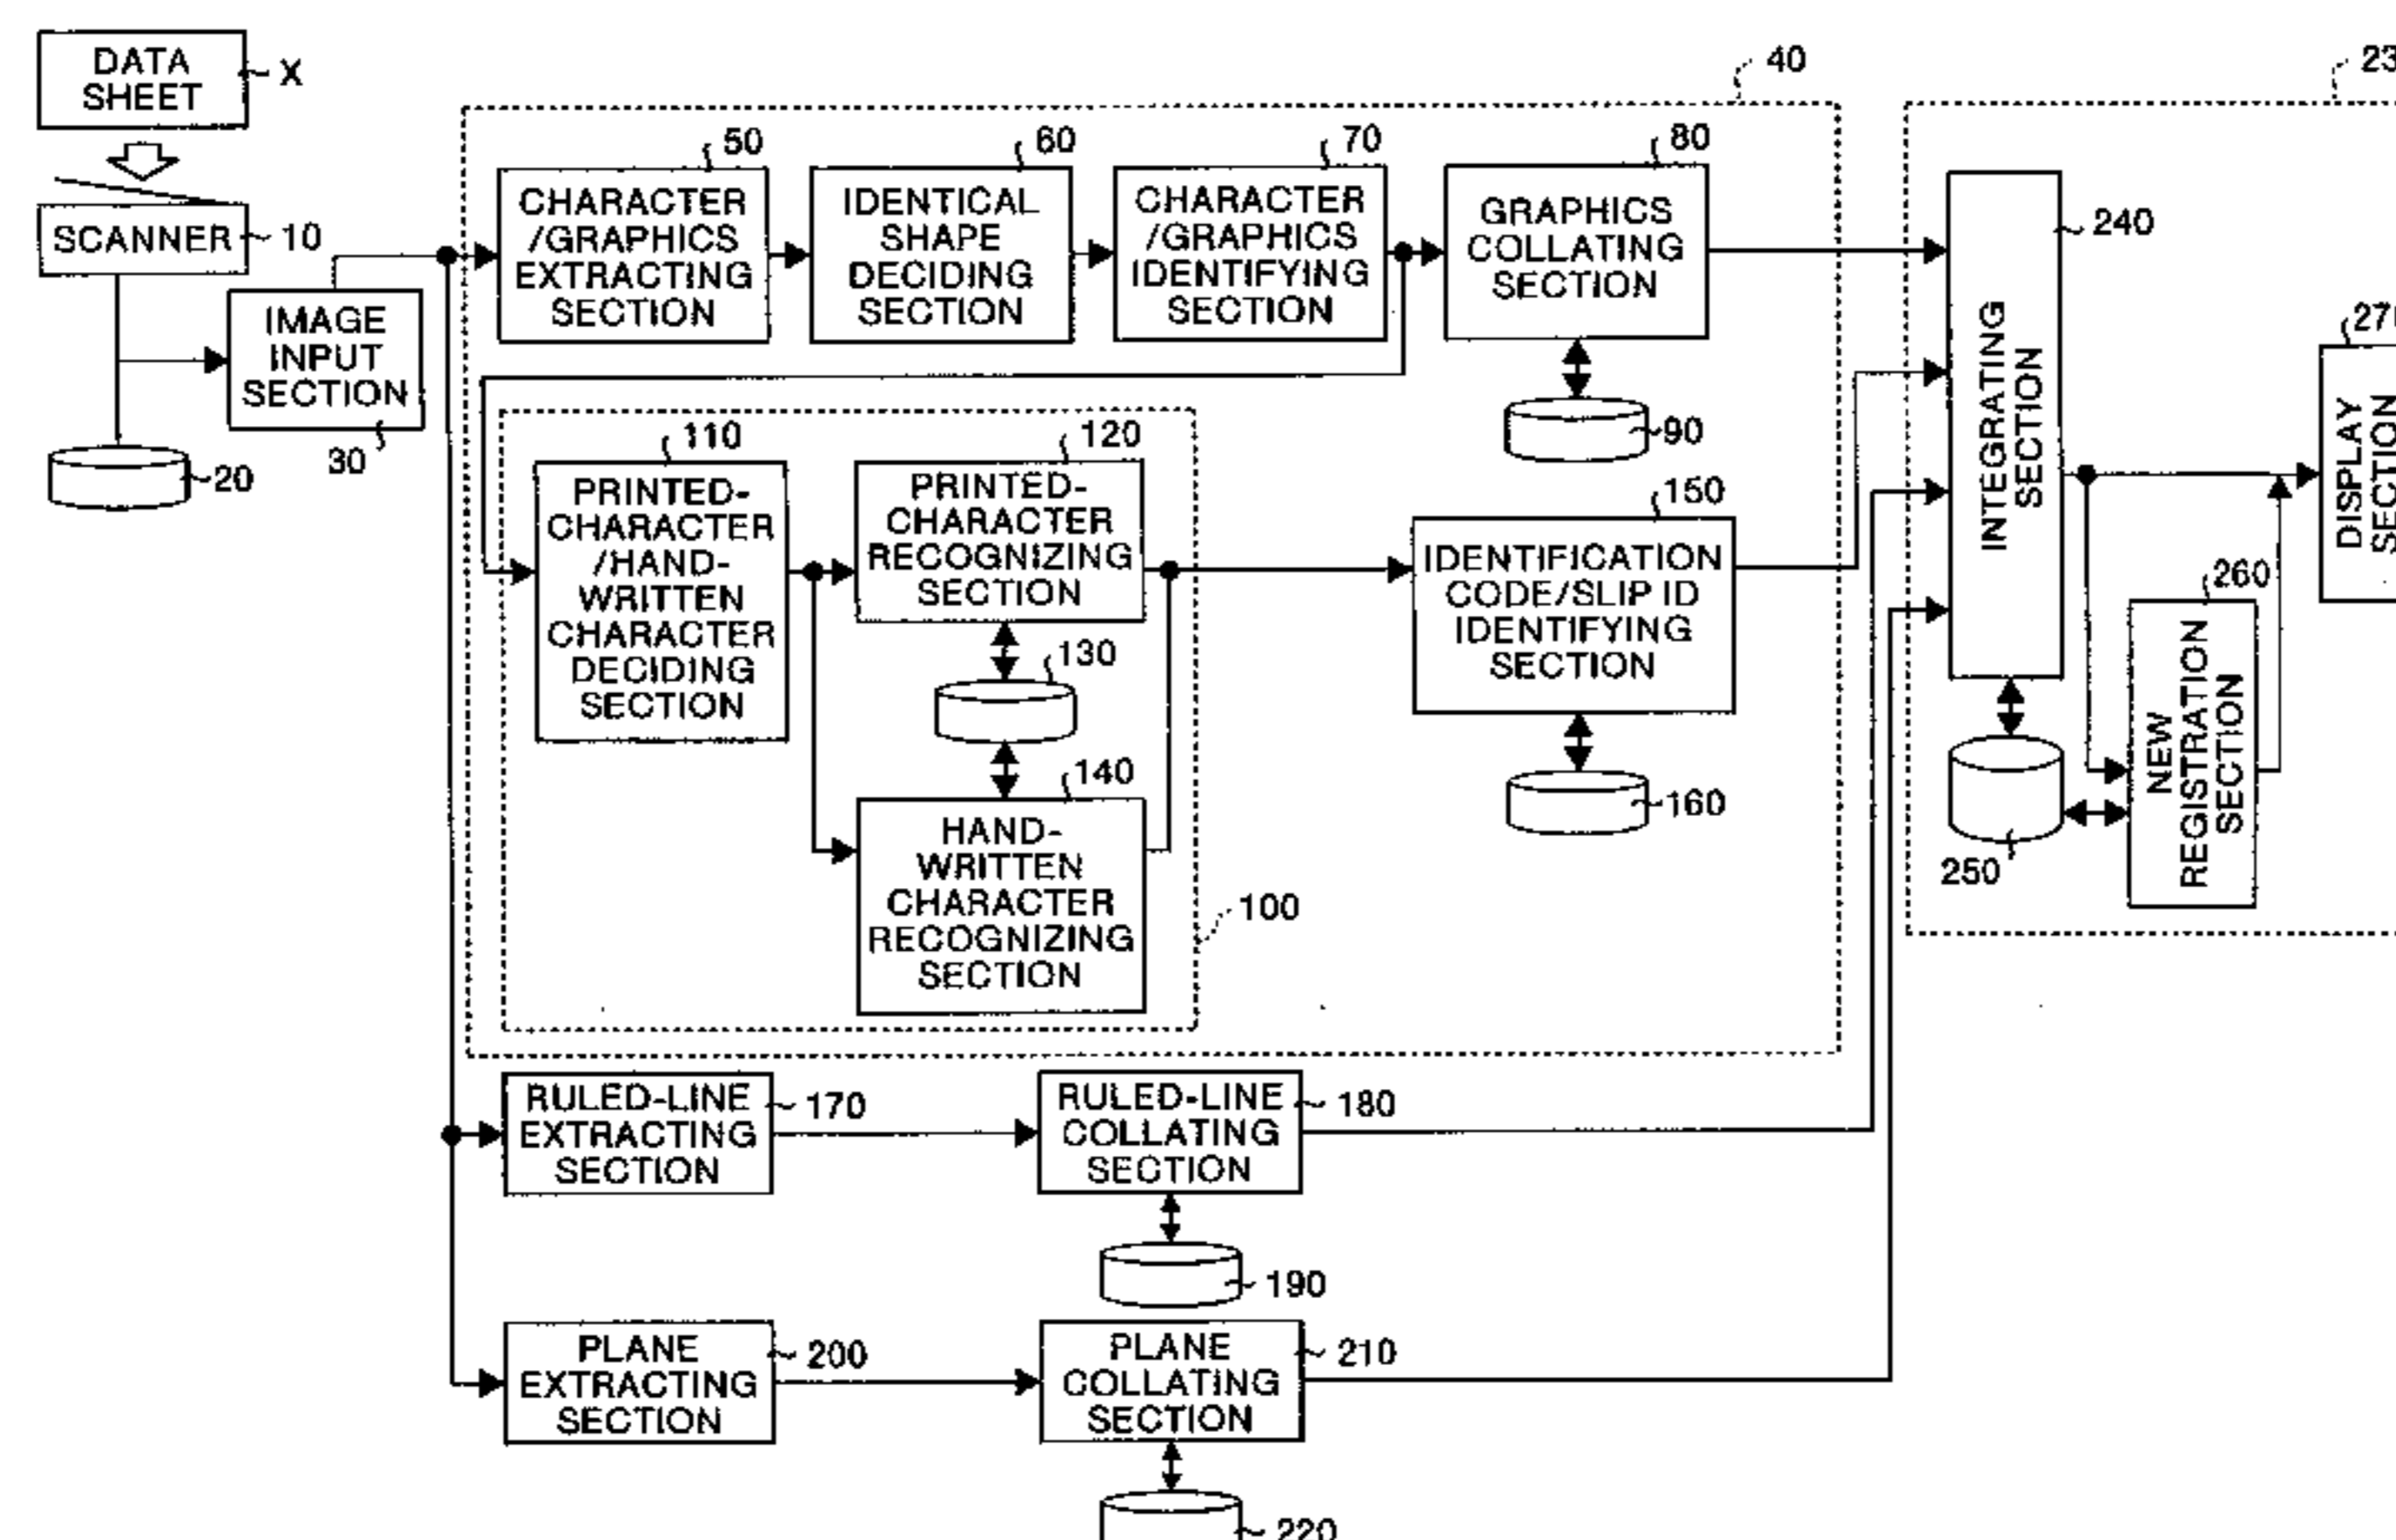 DATA
SHEET
X
SCANNER
10
IMAGE
INPUT
SECTION
30
20
40
50
CHARACTER
/GRAPHICS
EXTRACTING
SECTION
60
IDENTICAL
SHAPE
DECIDING
SECTION
70
CHARACTER
/GRAPHICS
IDENTIFYING
SECTION
80
GRAPHICS
COLLATING
SECTION
90
110
PRINTED-
CHARACTER
/HAND-
WRITTEN
CHARACTER
DECIDING
SECTION
120
PRINTED-
CHARACTER
RECOGNIZING
SECTION
130
140
HAND-
WRITTEN
CHARACTER
RECOGNIZING
SECTION
100
150
IDENTIFICATION
CODE/SLIP ID
IDENTIFYING
SECTION
160
RULED-LINE
EXTRACTING
SECTION
170
RULED-LINE
COLLATING
SECTION
180
190
PLANE
EXTRACTING
SECTION
200
PLANE
COLLATING
SECTION
210
220
23
240
INTEGRATING
SECTION
250
260
NEW
REGISTRATION
SECTION
270
DISPLAY
SECTION